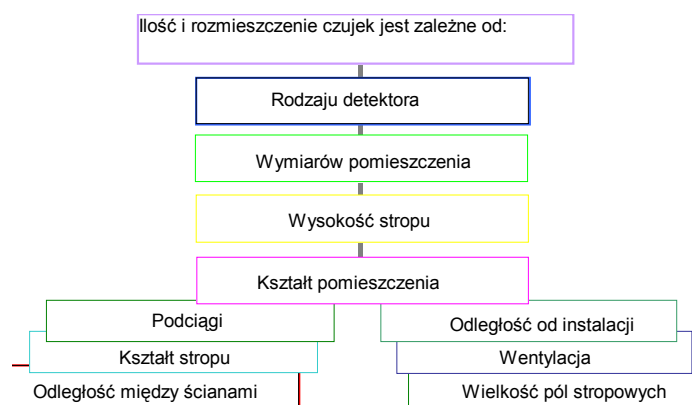 Ilość i rozmieszczenie czujek jest zależne od:
Rodzaju detektora
Wymiarów pomieszczenia
Wysokość stropu
Kształt pomieszczenia
Podciągi
Odległość od instalacji
Kształt stropu
Wentylacja
Odległość między ścianami
Wielkość pól stropowych